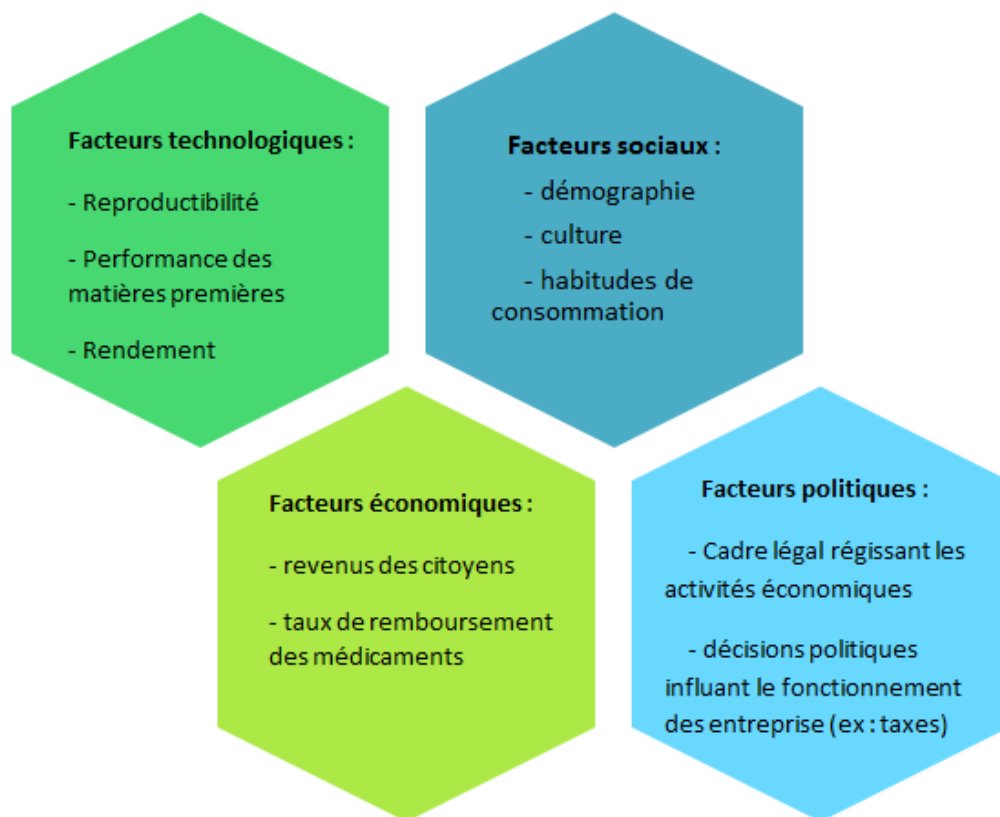 Facteurs technologiques :
- Reproductibilité
- Performance des
matières premières
- Rendement
Facteurs sociaux :
- démographie
- culture
- habitudes de
consommation
Facteurs économiques :
- revenus des citoyens
- taux de remboursement
des médicaments
Facteurs politiques :
- Cadre légal régissant les
activités économiques
- décisions politiques
influant le fonctionnement
des entreprise (ex : taxes)